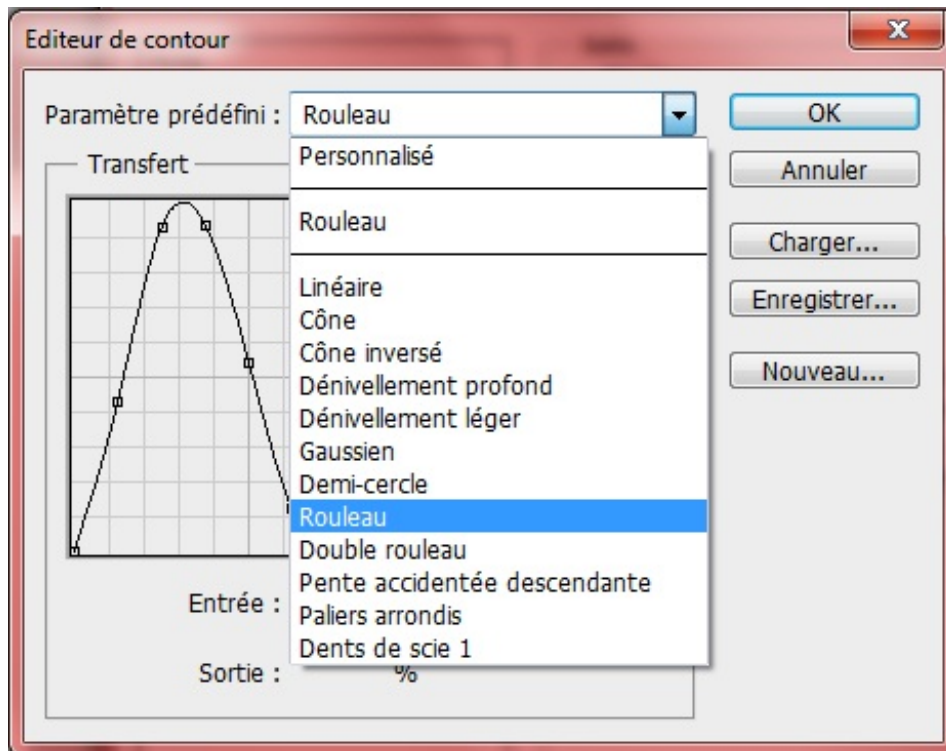 Editeur de contour
Paramètre prédéfini : Rouleau
OK
Personnalisé
Transfert
Annuler
Rouleau
Charger...
Linéaire
Enregistrer...
Cône
Cône inversé
Nouveau...
Dénivellement profond
Dénivellement léger
Gaussien
Demi-cercle
Rouleau
Double rouleau
Pente accidentée descendante
Entrée :
Paliers arrondis
Dents de scie 1
Sortie : %